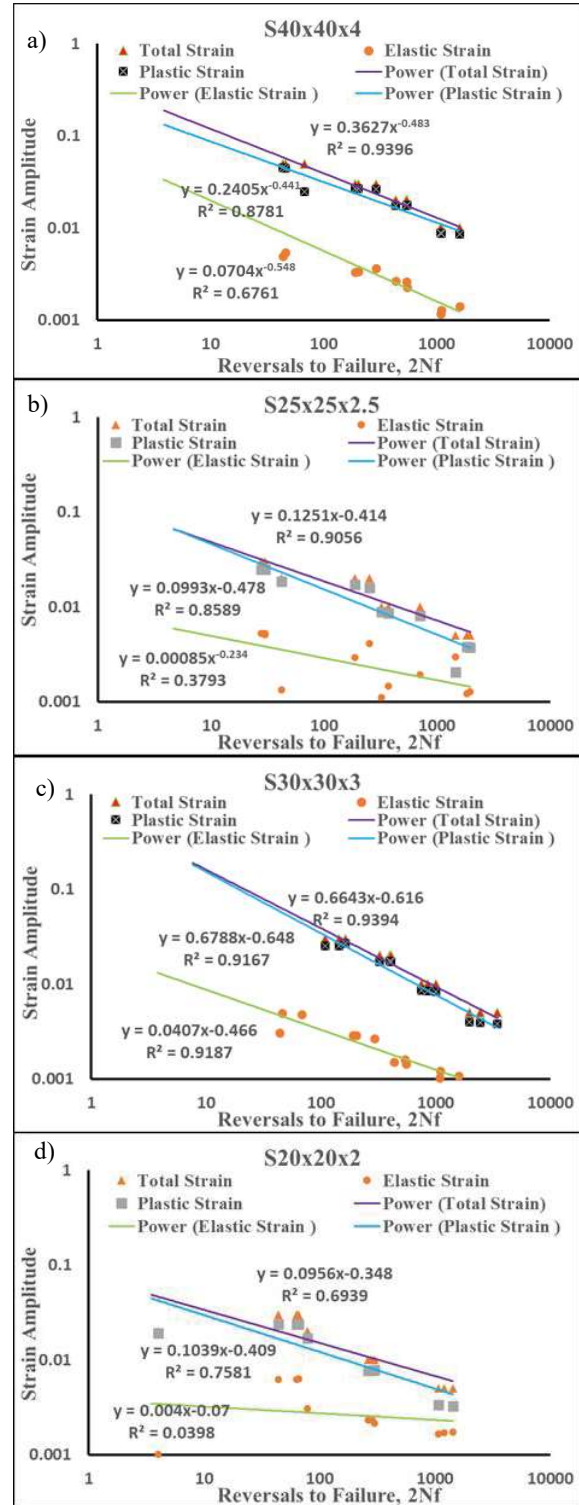 a)
S40x40x4
Total Strain Elastic Strain
Plastic Strain Power (Total Strain)
Power (Elastic Strain ) Power (Plastic Strain )
1
0.1
0.01
0.001
Strain Amplitude
y = 0.3627x-0.483
R² = 0.9396
y = 0.2405x-0.441
R² = 0.8781
y = 0.0704x-0.548
R² = 0.6761
1 10 100 1000 10000
Reversals to Failure, 2Nf
b)
S25x25x2.5
Total Strain Elastic Strain
Plastic Strain Power (Total Strain)
Power (Elastic Strain ) Power (Plastic Strain )
1
0.1
0.01
0.001
Strain Amplitude
y = 0.1251x-0.414
R² = 0.9056
y = 0.0993x-0.478
R² = 0.8589
y = 0.00085x-0.234
R² = 0.3793
1 10 100 1000 10000
Reversals to Failure, 2Nf
c)
S30x30x3
Total Strain Elastic Strain
Plastic Strain Power (Total Strain)
Power (Elastic Strain ) Power (Plastic Strain )
1
0.1
0.01
0.001
Strain Amplitude
y = 0.6643x-0.616
R² = 0.9394
y = 0.6788x-0.648
R² = 0.9167
y = 0.0407x-0.466
R² = 0.9187
1 10 100 1000 10000
Reversals to Failure, 2Nf
d)
S20x20x2
Total Strain Elastic Strain
Plastic Strain Power (Total Strain)
Power (Elastic Strain ) Power (Plastic Strain )
1
0.1
0.01
0.001
Strain Amplitude
y = 0.0956x-0.348
R² = 0.6939
y = 0.1039x-0.409
R² = 0.7581
y = 0.004x-0.07
R² = 0.0398
1 10 100 1000 10000
Reversals to Failure, 2Nf